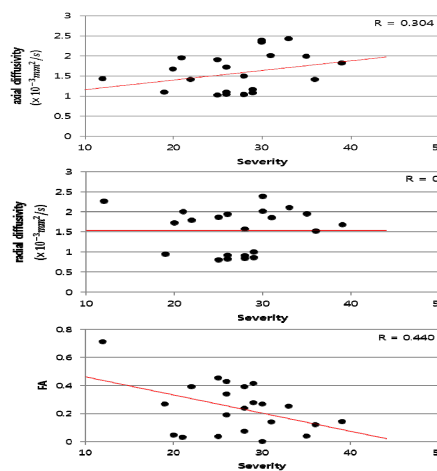 3
R = 0.304
2.5
2
1.5
1
0.5
0
axial diffusivity
(× 10⁻³mm²/s)
10 20 30 40 50
Severity
3
R = 0
2.5
2
1.5
1
0.5
0
radial diffusivity
(× 10⁻³mm²/s)
10 20 30 40 50
Severity
0.8
R = 0.440
0.6
0.4
0.2
0
FA
10 20 30 40 50
Severity